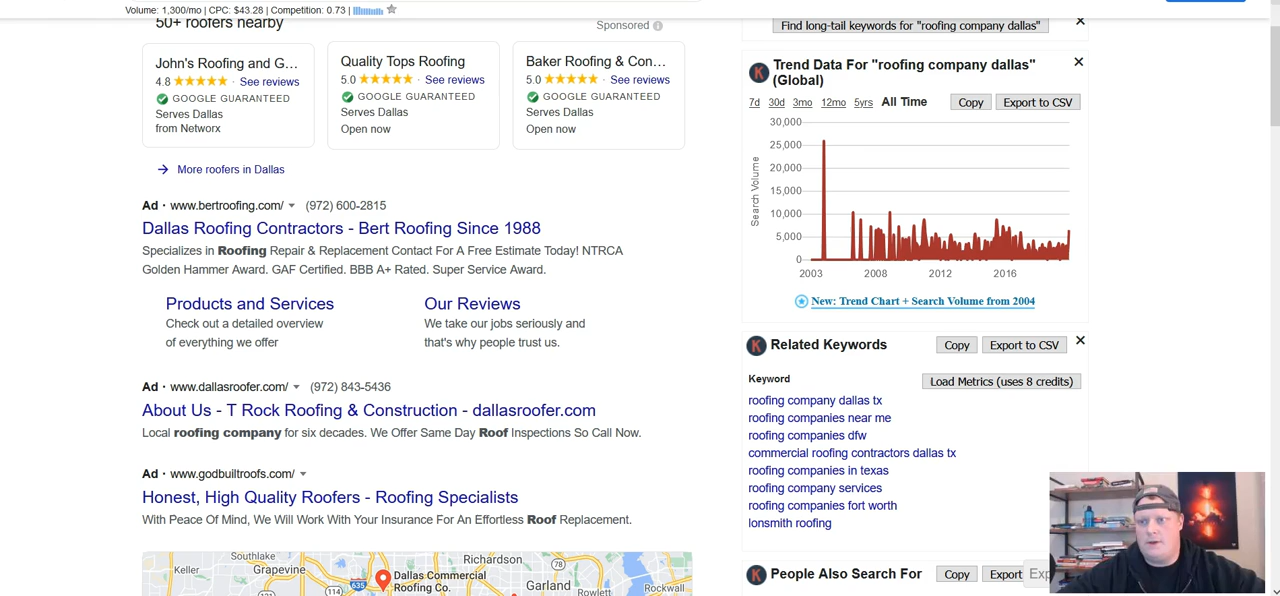 Volume: 1,300/mo | CPC: $43.28 | Competition: 0.73 |
50+ roofers nearby
Sponsored
John's Roofing and G...
4.8 · See reviews
GOOGLE GUARANTEED
Serves Dallas
from Networx
Quality Tops Roofing
5.0 · See reviews
GOOGLE GUARANTEED
Serves Dallas
Open now
Baker Roofing & Con...
5.0 · See reviews
GOOGLE GUARANTEED
Serves Dallas
Open now
More roofers in Dallas
Ad · www.bertroofing.com/ (972) 600-2815
Dallas Roofing Contractors - Bert Roofing Since 1988
Specializes in Roofing Repair & Replacement Contact For A Free Estimate Today! NTRCA
Golden Hammer Award. GAF Certified. BBB A+ Rated. Super Service Award.
Products and Services
Check out a detailed overview
of everything we offer
Our Reviews
We take our jobs seriously and
that's why people trust us.
Ad · www.dallasroofer.com/ (972) 843-5436
About Us - T Rock Roofing & Construction - dallasroofer.com
Local roofing company for six decades. We Offer Same Day Roof Inspections So Call Now.
Ad · www.godbuiltroofs.com/
Honest, High Quality Roofers - Roofing Specialists
With Peace Of Mind, We Will Work With Your Insurance For An Effortless Roof Replacement.
Southlake
Keller
Grapevine
Richardson
78
Dallas Commercial
Roofing Co.
Garland
Rowlett
Rockwall
114
635
Find long-tail keywords for "roofing company dallas"
Trend Data For "roofing company dallas"
(Global)
7d 30d 3mo 12mo 5yrs All Time Copy Export to CSV
30,000
25,000
20,000
15,000
10,000
5,000
0
Search Volume
2003 2008 2012 2016
New: Trend Chart + Search Volume from 2004
K Related Keywords Copy Export to CSV
Keyword Load Metrics (uses 8 credits)
roofing company dallas tx
roofing companies near me
roofing companies dfw
commercial roofing contractors dallas tx
roofing companies in texas
roofing company services
roofing companies fort worth
lonsmith roofing
K People Also Search For Copy Export Exp